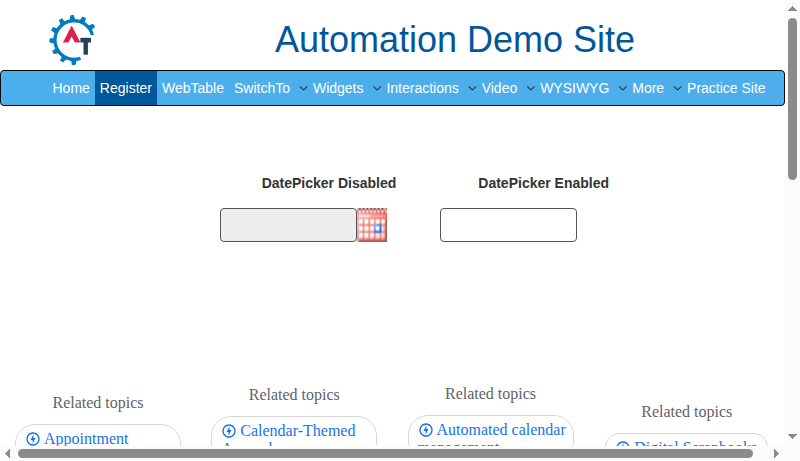 Automation Demo Site
Home Register WebTable SwitchTo Widgets Interactions Video WYSIWYG More Practice Site
DatePicker Disabled DatePicker Enabled
Related topics Related topics Related topics Related topics
Appointment Calendar-Themed Automated calendar Digital Scrapbooks
management